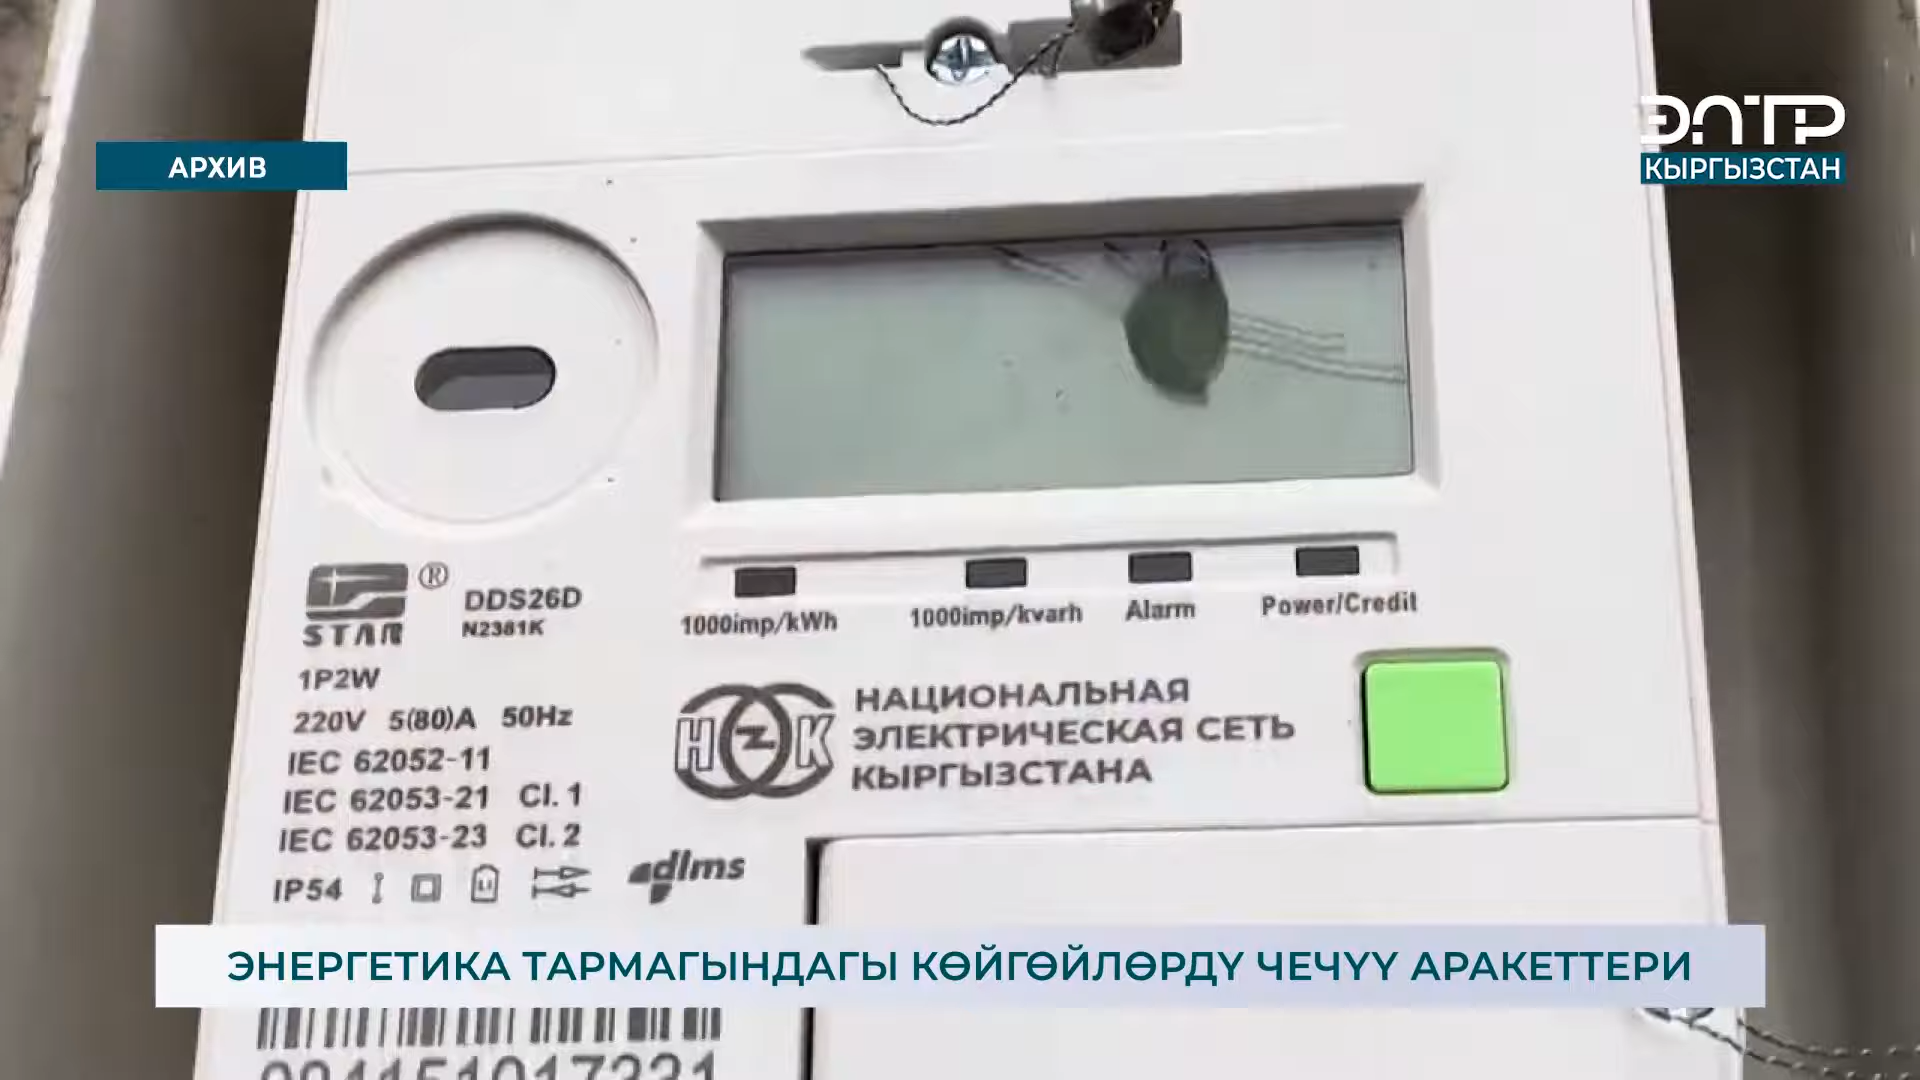 ЭЛТР
КЫРГЫЗСТАН
АРХИВ
STAR®
DDS26D
N2381K
1P2W
220V 5(80)A 50Hz
IEC 62052-11
IEC 62053-21 Cl. 1
IEC 62053-23 Cl. 2
IP54
dlms
1000imp/kWh
1000imp/kvarh
Alarm
Power/Credit
НЭК
НАЦИОНАЛЬНАЯ
ЭЛЕКТРИЧЕСКАЯ СЕТЬ
КЫРГЫЗСТАНА
ЭНЕРГЕТИКА ТАРМАГЫНДАГЫ КӨЙГӨЙЛӨРДҮ ЧЕЧҮҮ АРАКЕТТЕРИ